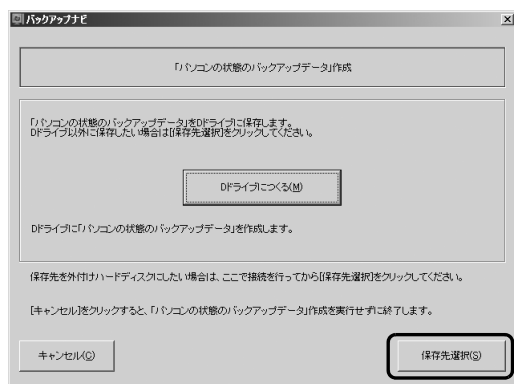 バックアップナビ
「パソコンの状態のバックアップデータ」作成
「パソコンの状態のバックアップデータ」をDドライブに保存します。
Dドライブ以外に保存したい場合は[保存先選択]をクリックしてください。
Dドライブにつくる(M)
Dドライブに「パソコンの状態のバックアップデータ」を作成します。
保存先を外付けハードディスクにしたい場合は、ここで接続を行ってから[保存先選択]をクリックしてください。
[キャンセル]をクリックすると、「パソコンの状態のバックアップデータ」作成を実行せずに終了します。
キャンセル(C)
保存先選択(S)